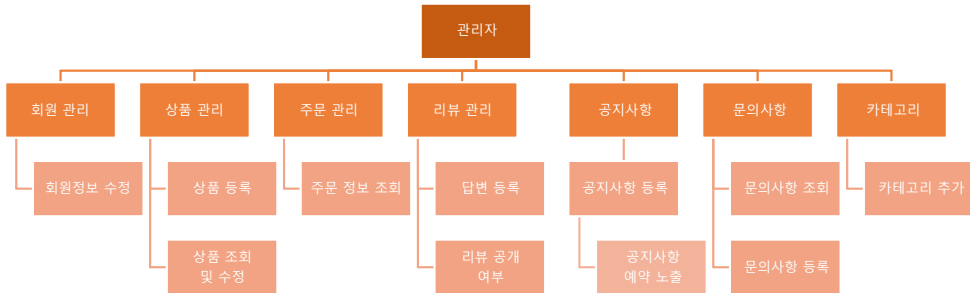 관리자
회원 관리
상품 관리
주문 관리
리뷰 관리
공지사항
문의사항
카테고리
회원정보 수정
상품 등록
주문 정보 조회
답변 등록
공지사항 등록
문의사항 조회
카테고리 추가
상품 조회
및 수정
리뷰 공개
여부
공지사항
예약 노출
문의사항 등록